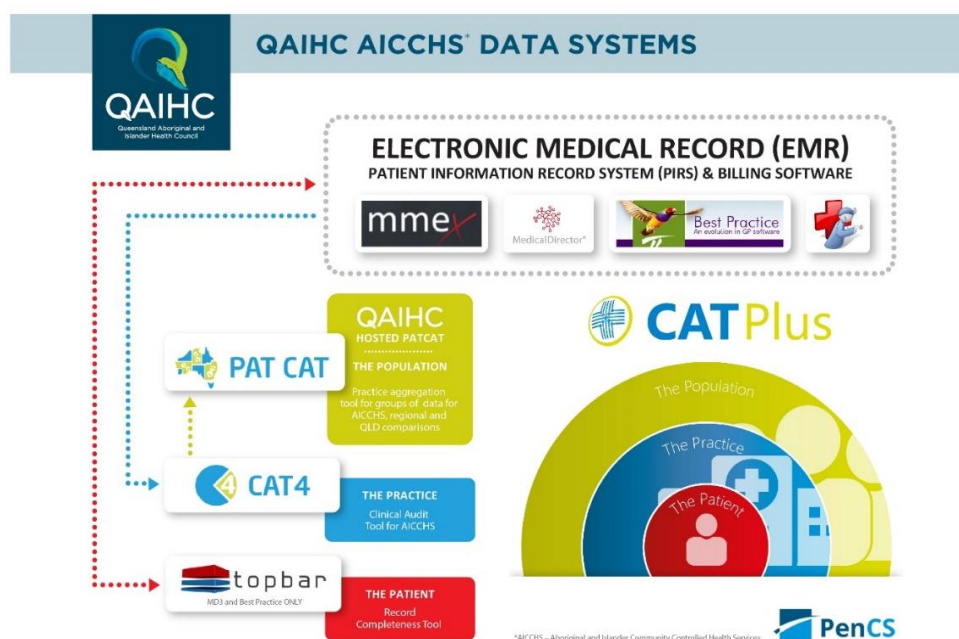 QAIHC AICCHS* DATA SYSTEMS
QAIHC
Queensland Aboriginal and
Islander Health Council
ELECTRONIC MEDICAL RECORD (EMR)
PATIENT INFORMATION RECORD SYSTEM (PIRS) & BILLING SOFTWARE
mmex
MedicalDirector®
Best Practice
An evolution in GP software
QAIHC
HOSTED PATCAT
THE POPULATION
Practice aggregation
tool for groups of data for
AICCHS, regional and
QLD comparisons
PAT CAT
CAT4
THE PRACTICE
Clinical Audit
Tool for AICCHS
topbar
MD3 and Best Practice ONLY
THE PATIENT
Record
Completeness Tool
CATPlus
The Population
The Practice
The Patient
*AICCHS – Aboriginal and Islander Community Controlled Health Services
PenCS